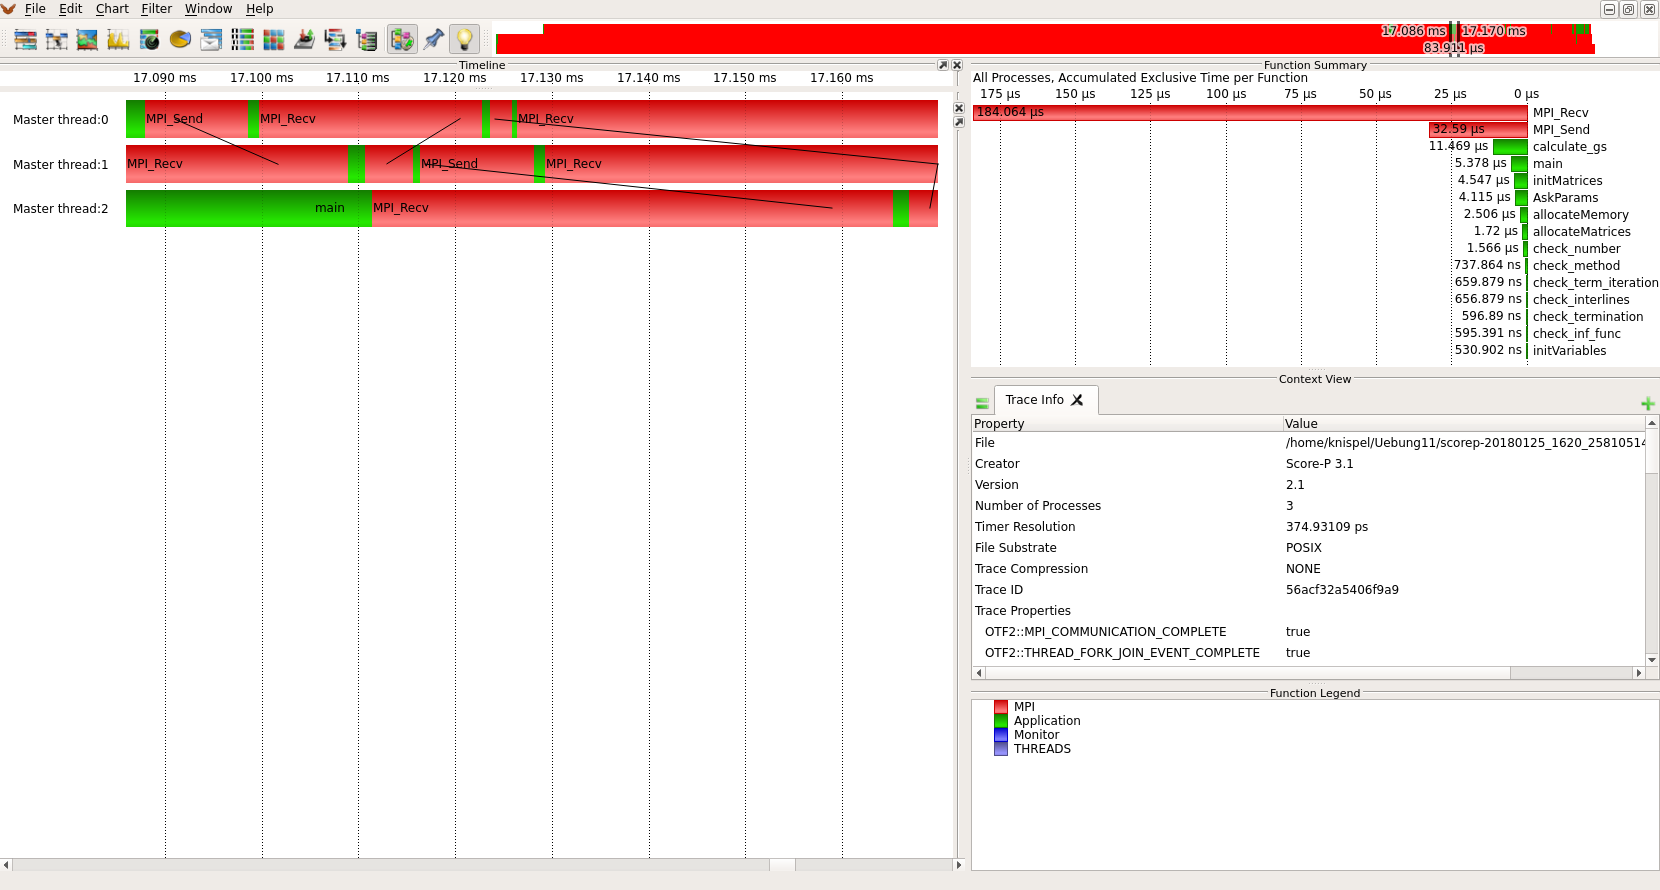 File Edit Chart Filter Window Help
17.086 ms 17.170 ms
83.911 µs
Timeline
17.090 ms 17.100 ms 17.110 ms 17.120 ms 17.130 ms 17.140 ms 17.150 ms 17.160 ms
Master thread:0 MPI_Send MPI_Recv MPI_Recv
Master thread:1 MPI_Recv MPI_Send MPI_Recv
Master thread:2 main MPI_Recv
Function Summary
All Processes, Accumulated Exclusive Time per Function
175 µs 150 µs 125 µs 100 µs 75 µs 50 µs 25 µs 0 µs
184.064 µs MPI_Recv
32.59 µs MPI_Send
11.469 µs calculate_gs
5.378 µs main
4.547 µs initMatrices
4.115 µs AskParams
2.506 µs allocateMemory
1.72 µs allocateMatrices
1.566 µs check_number
737.864 ns check_method
659.879 ns check_term_iteration
656.879 ns check_interlines
596.89 ns check_termination
595.391 ns check_inf_func
530.902 ns initVariables
Context View
Trace Info
Property Value
File /home/knispel/Uebung11/scorep-20180125_1620_25810514
Creator Score-P 3.1
Version 2.1
Number of Processes 3
Timer Resolution 374.93109 ps
File Substrate POSIX
Trace Compression NONE
Trace ID 56acf32a5406f9a9
Trace Properties
OTF2::MPI_COMMUNICATION_COMPLETE true
OTF2::THREAD_FORK_JOIN_EVENT_COMPLETE true
Function Legend
MPI
Application
Monitor
THREADS